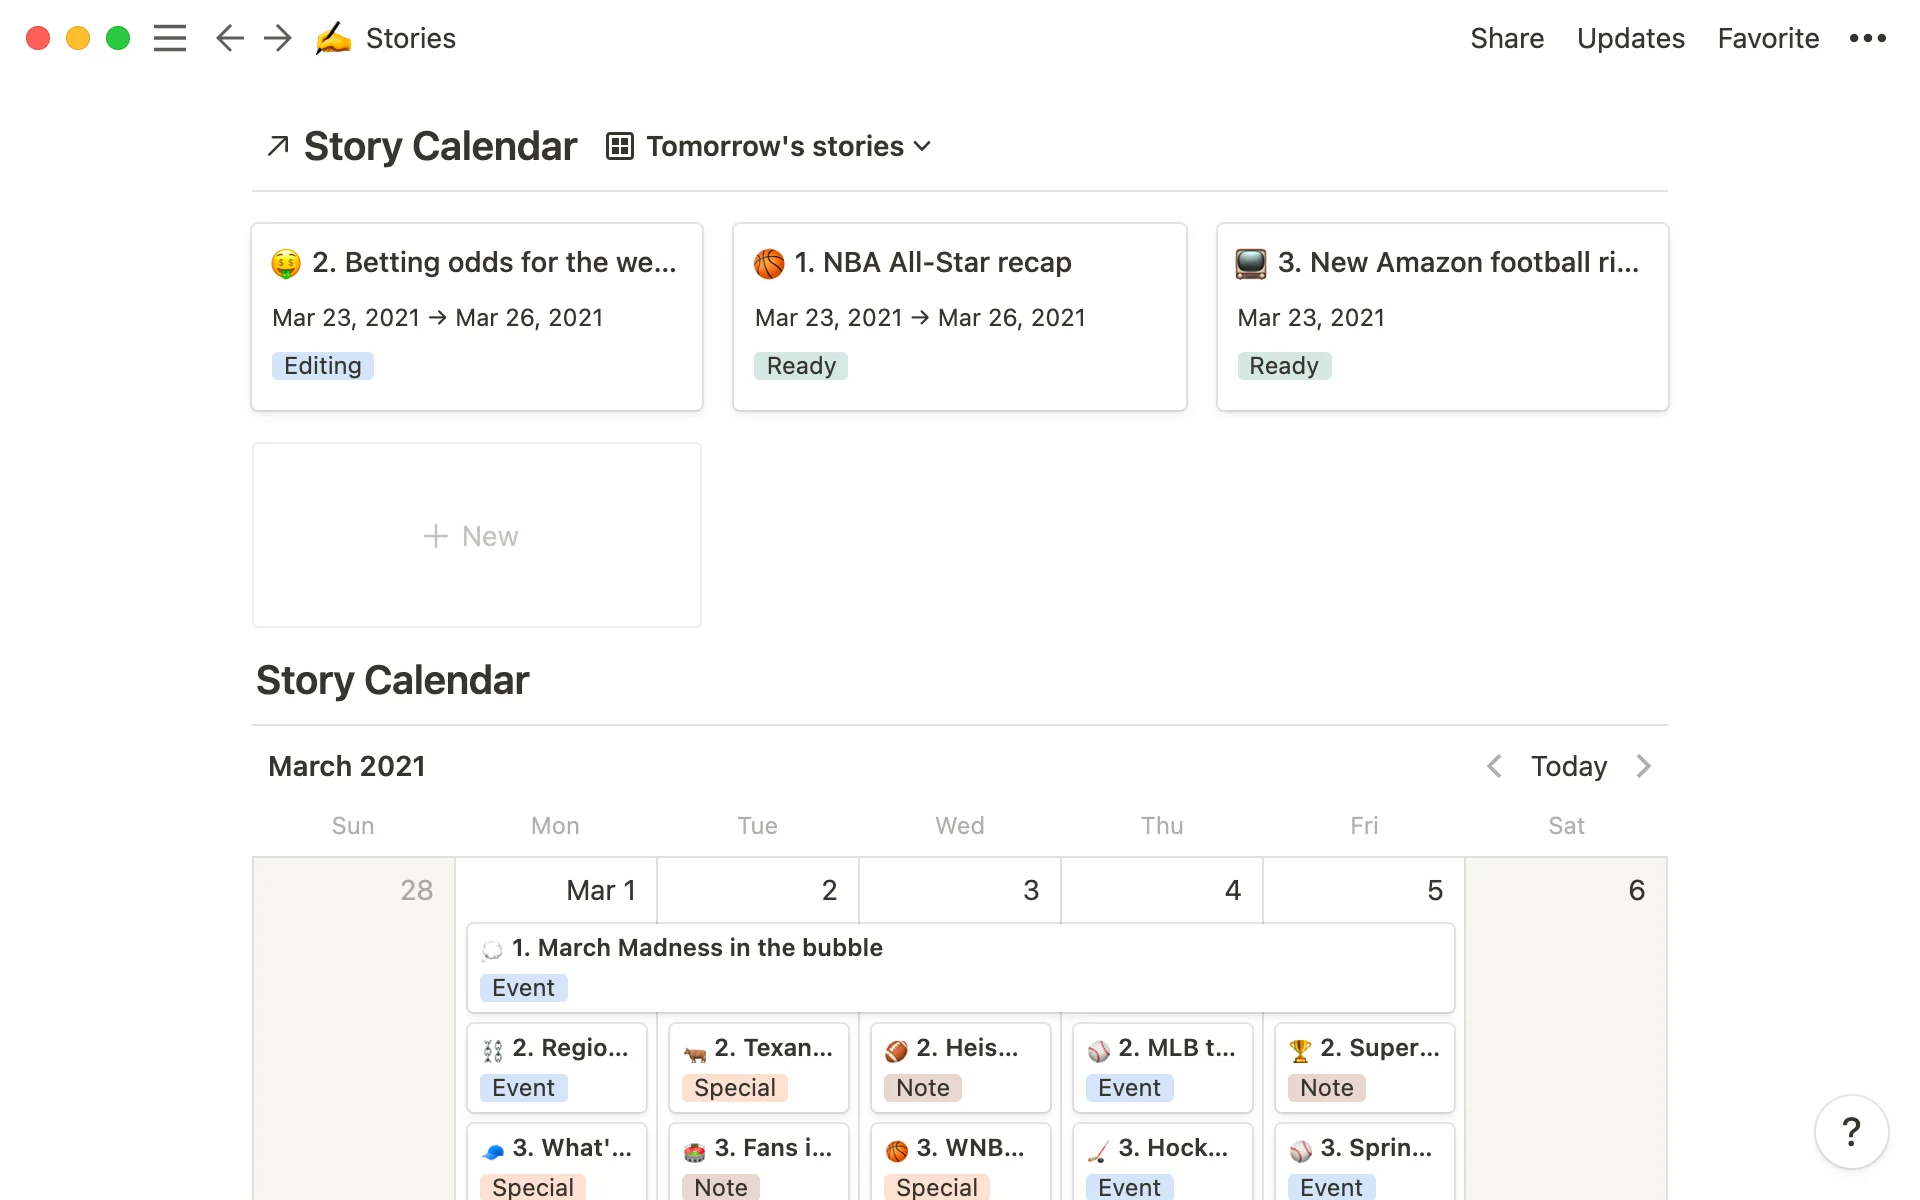 Stories
Share Updates Favorite
Story Calendar Tomorrow's stories
2. Betting odds for the we...
Mar 23, 2021 → Mar 26, 2021
Editing
1. NBA All-Star recap
Mar 23, 2021 → Mar 26, 2021
Ready
3. New Amazon football ri...
Mar 23, 2021
Ready
+ New
Story Calendar
March 2021
Today
Sun Mon Tue Wed Thu Fri Sat
28 Mar 1 2 3 4 5 6
1. March Madness in the bubble
Event
2. Regio... 2. Texan... 2. Heis... 2. MLB t... 2. Super...
Event Special Note Event Note
3. What'... 3. Fans i... 3. WNB... 3. Hock... 3. Sprin...
Special Note Special Event Event
?